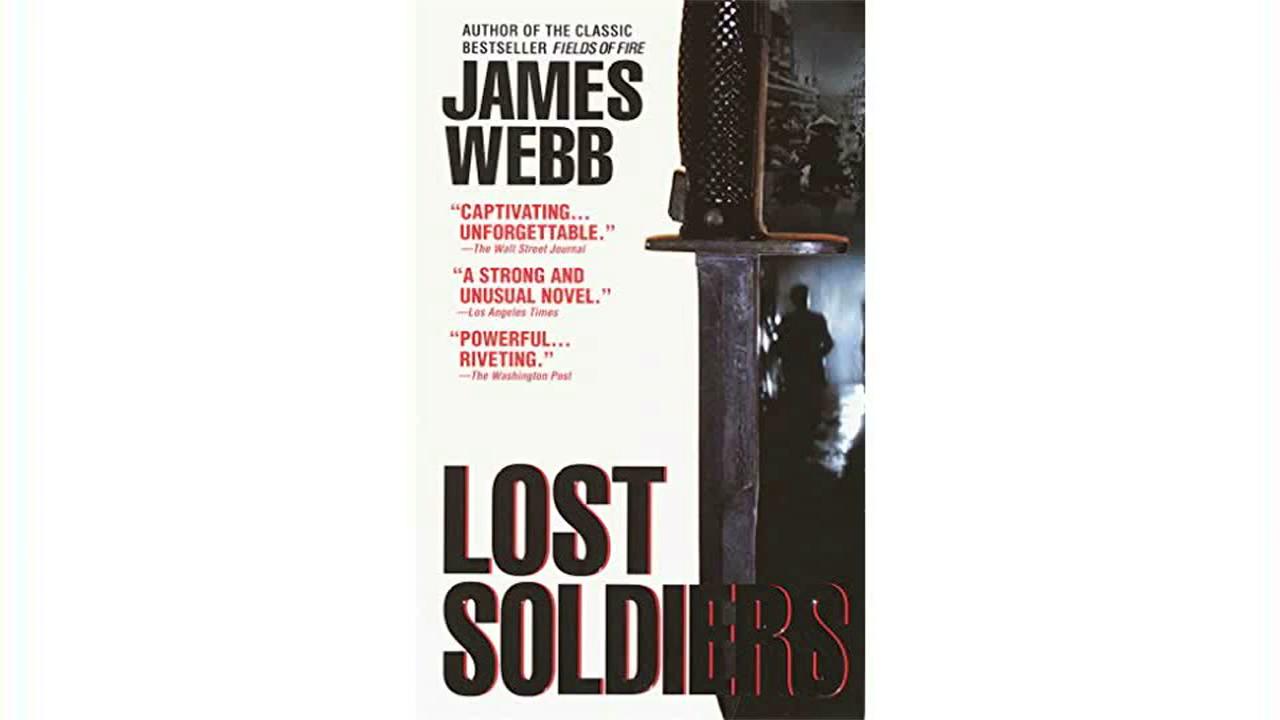 AUTHOR OF THE CLASSIC
BESTSELLER FIELDS OF FIRE
JAMES
WEBB
“CAPTIVATING...
UNFORGETTABLE.”
—The Wall Street Journal
“A STRONG AND
UNUSUAL NOVEL.”
—Los Angeles Times
“POWERFUL...
RIVETING.”
—The Washington Post
LOST
SOLDIERS